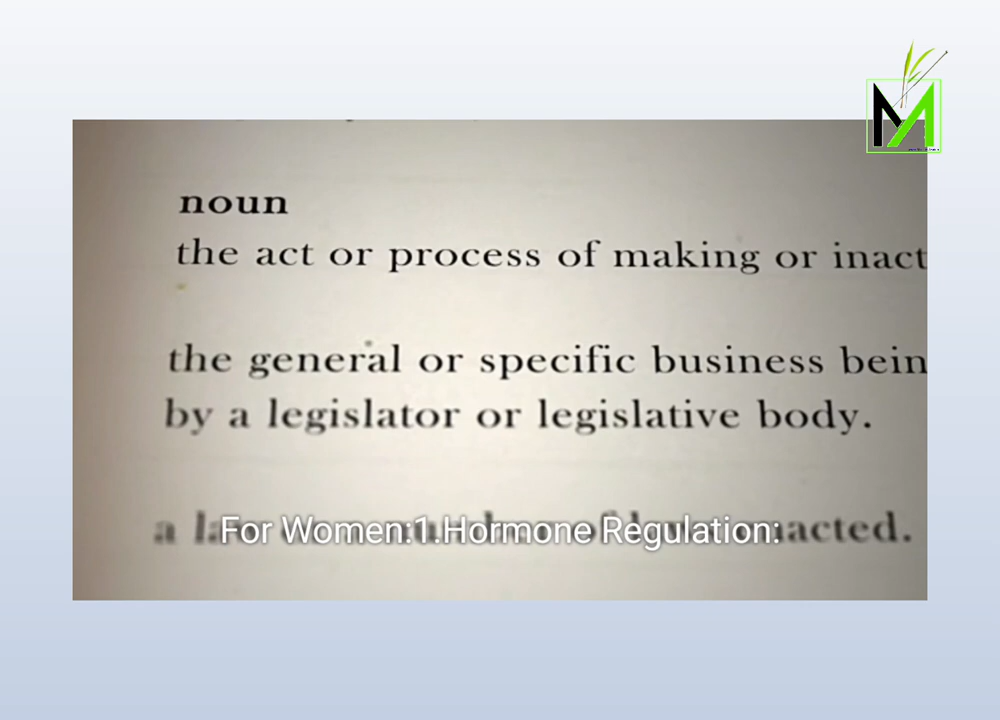 noun
the act or process of making or inact
the general or specific business bein
by a legislator or legislative body.
a acted.
For Women:1.Hormone Regulation:
MA